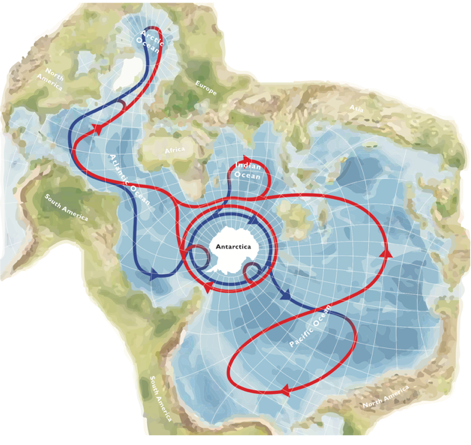 Arctic
Ocean
North
America
Europe
Asia
Africa
Indian
Ocean
Atlantic Ocean
South America
Antarctica
Pacific Ocean
North America
South America